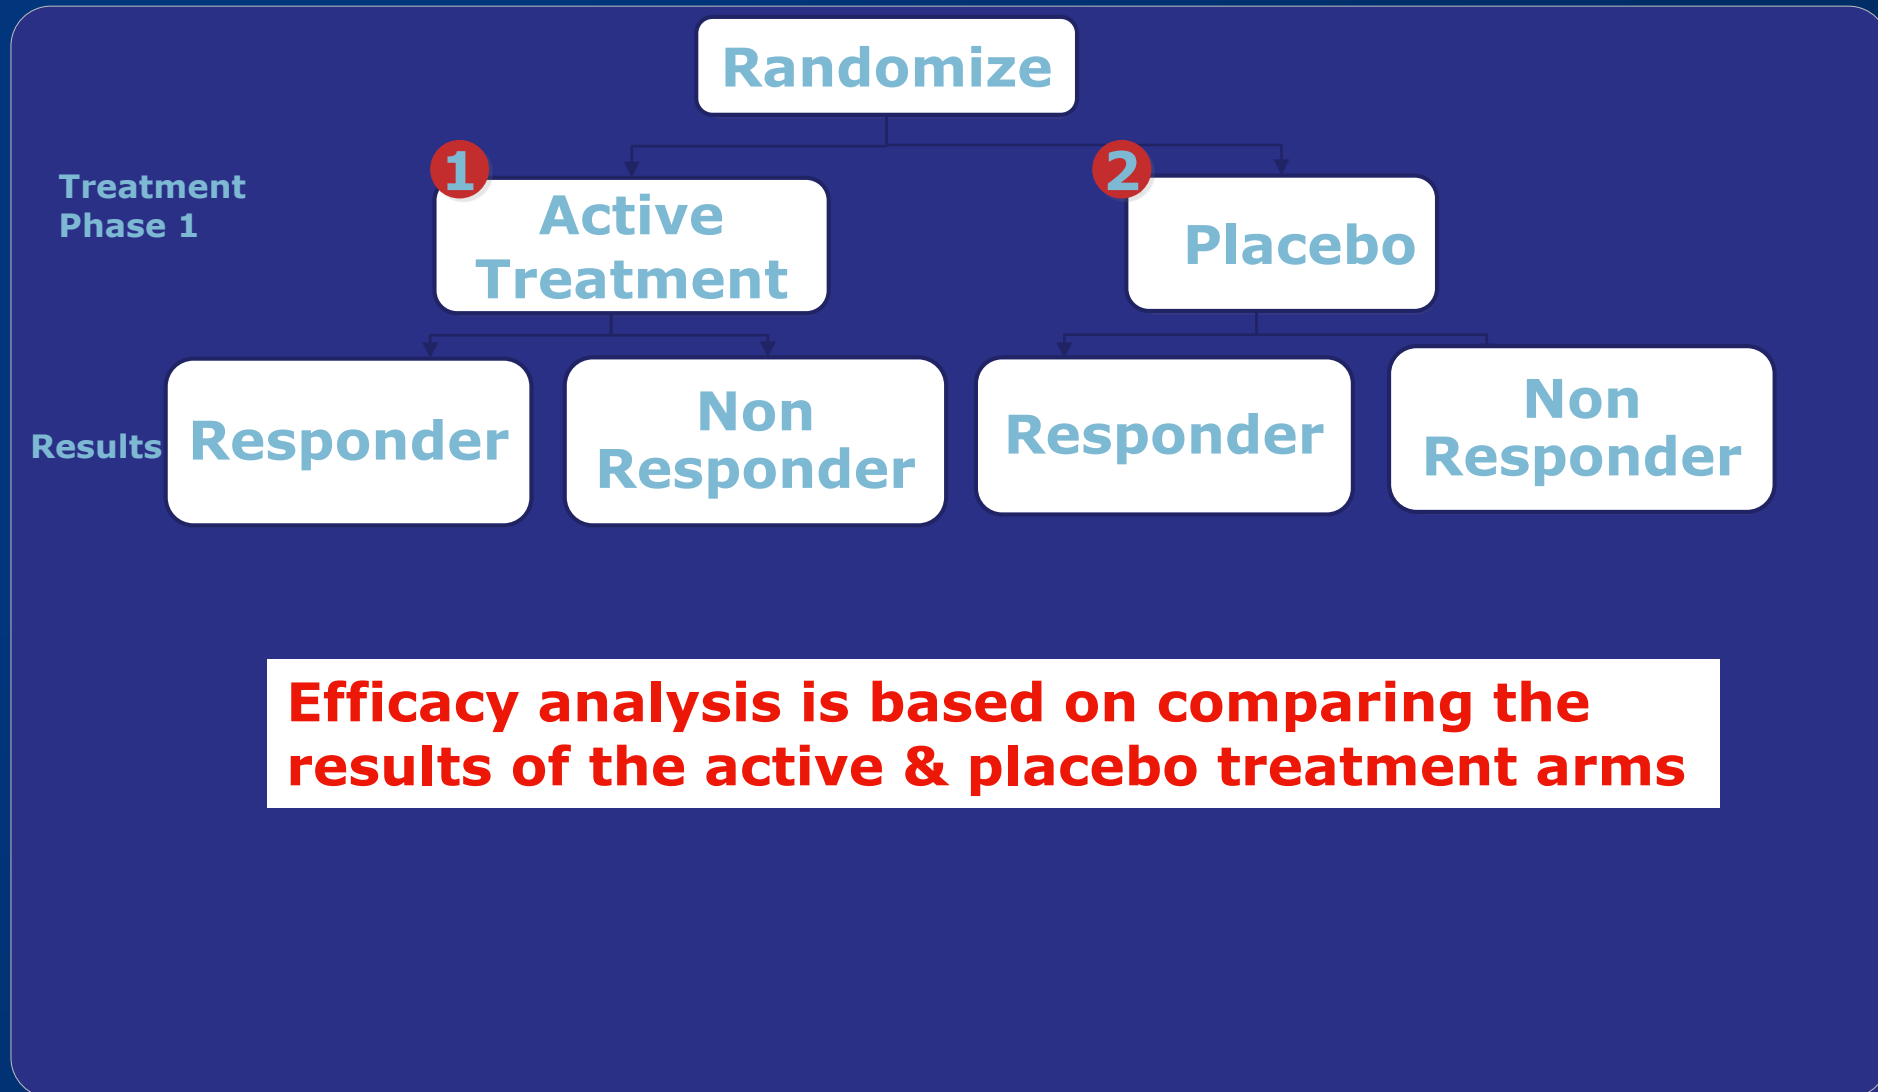 Randomize
1
2
Treatment
Phase 1
Active
Treatment
Placebo
Results
Responder
Non
Responder
Responder
Non
Responder
Efficacy analysis is based on comparing the
results of the active & placebo treatment arms